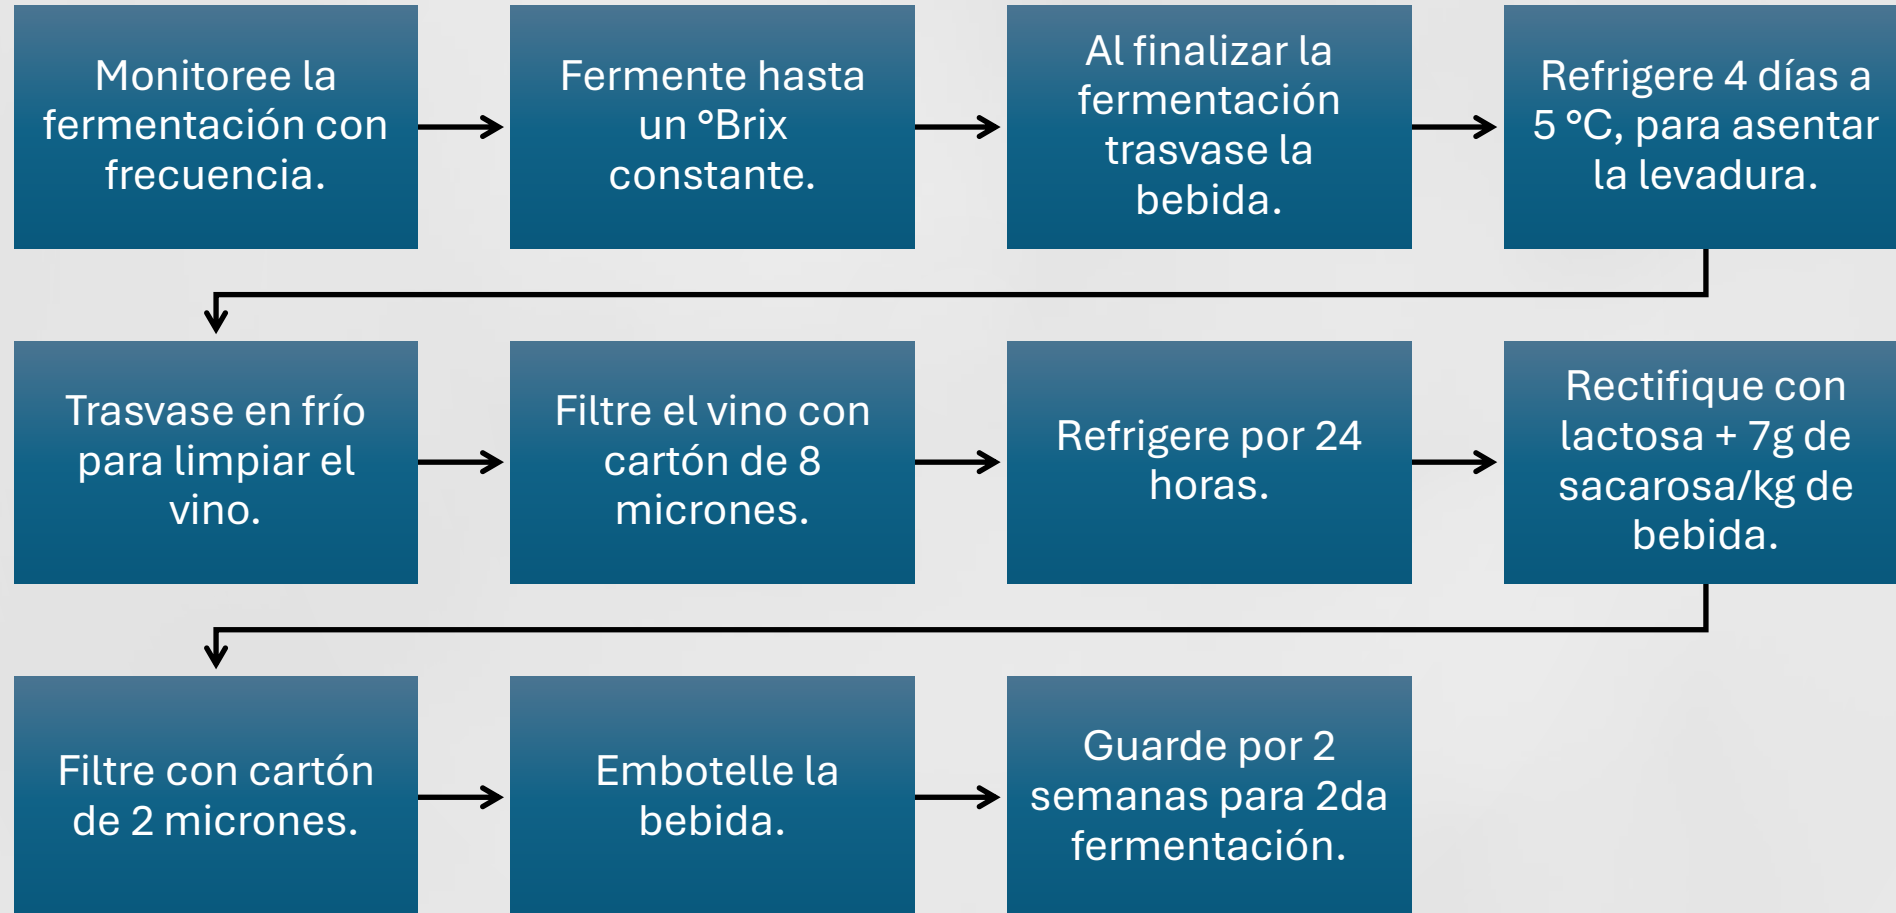 Monitoree la
fermentación con
frecuencia.
Fermente hasta
un °Brix
constante.
Al finalizar la
fermentación
trasvase la
bebida.
Refrigere 4 días a
5 °C, para asentar
la levadura.
Trasvase en frío
para limpiar el
vino.
Filtre el vino con
cartón de 8
micrones.
Refrigere por 24
horas.
Rectifique con
lactosa + 7g de
sacarosa/kg de
bebida.
Filtre con cartón
de 2 micrones.
Embotelle la
bebida.
Guarde por 2
semanas para 2da
fermentación.